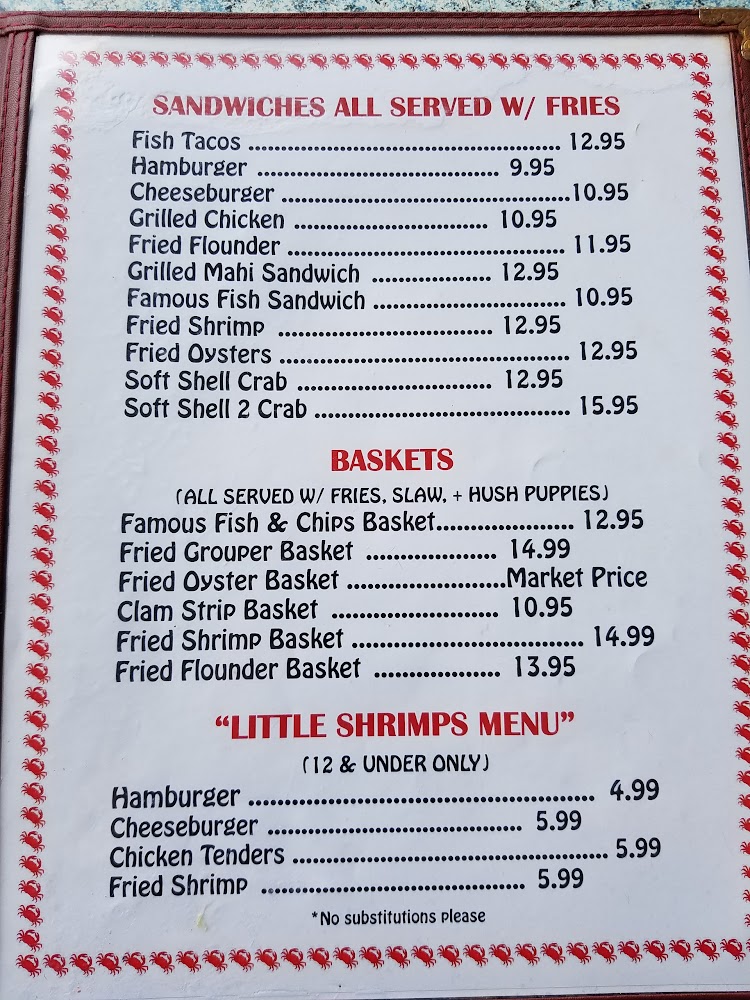 SANDWICHES ALL SERVED W/ FRIES
Fish Tacos ................................................ 12.95
Hamburger ..................................... 9.95
Cheeseburger ............................................10.95
Grilled Chicken .............................. 10.95
Fried Flounder ........................................... 11.95
Grilled Mahi Sandwich .................. 12.95
Famous Fish Sandwich .............................. 10.95
Fried Shrimp ................................. 12.95
Fried Oysters ............................................. 12.95
Soft Shell Crab .............................. 12.95
Soft Shell 2 Crab ....................................... 15.95
BASKETS
(ALL SERVED W/ FRIES, SLAW, + HUSH PUPPIES)
Famous Fish & Chips Basket..................... 12.95
Fried Grouper Basket .................... 14.99
Fried Oyster Basket ........................Market Price
Clam Strip Basket ......................... 10.95
Fried Shrimp Basket ................................... 14.99
Fried Flounder Basket ................... 13.95
"LITTLE SHRIMPS MENU"
(12 & UNDER ONLY)
Hamburger .................................................... 4.99
Cheeseburger ...................................... 5.99
Chicken Tenders ............................................... 5.99
Fried Shrimp ....................................... 5.99
*No substitutions please